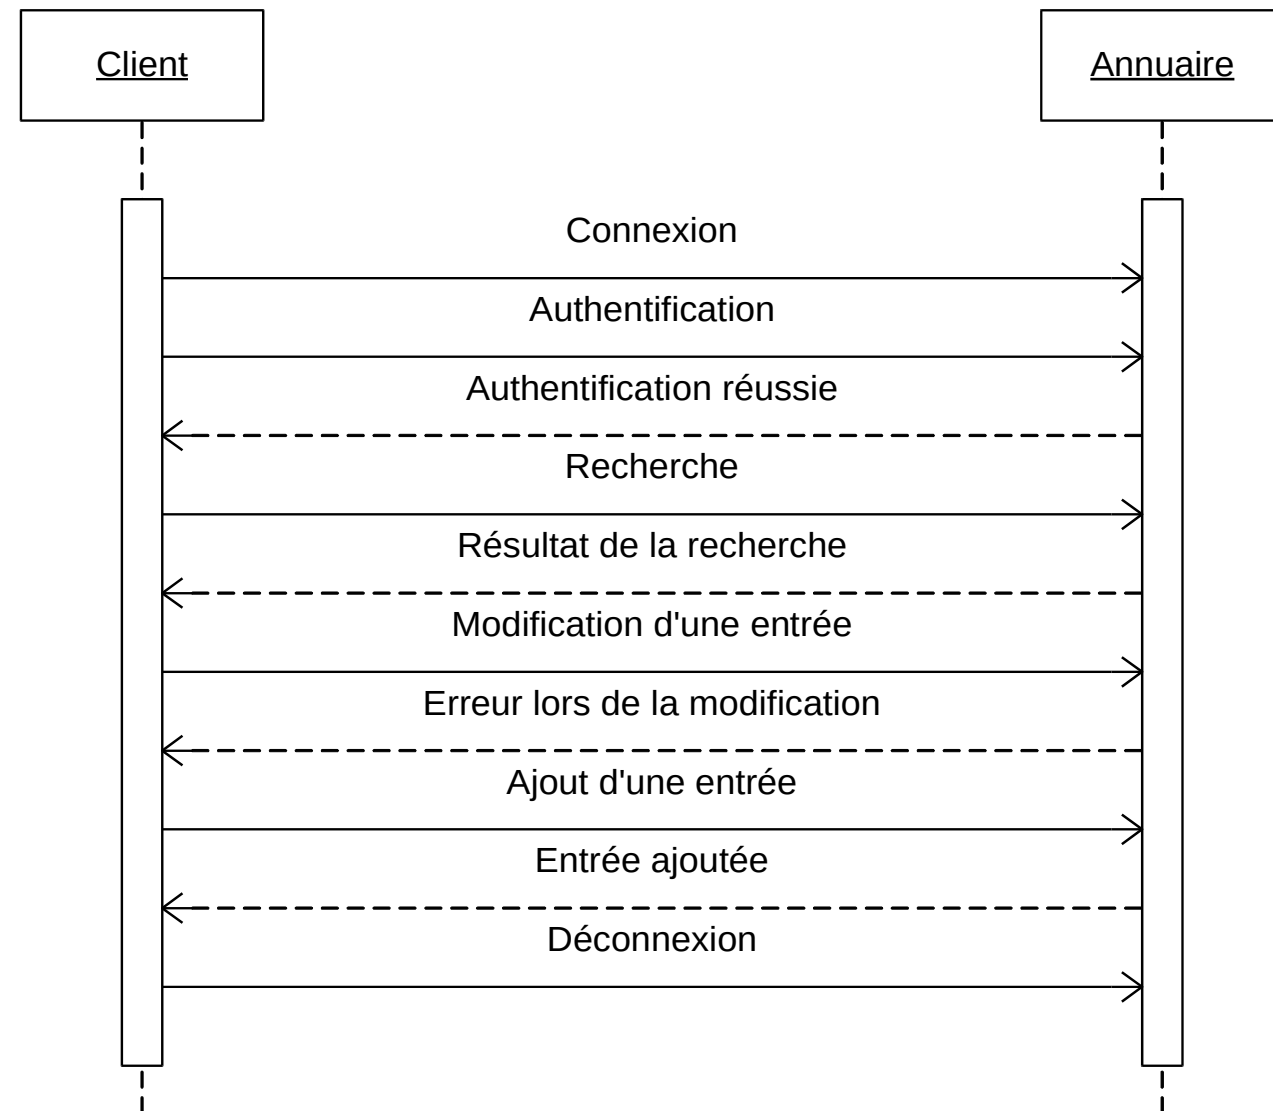 Client
Annuaire
Connexion
Authentification
Authentification réussie
Recherche
Résultat de la recherche
Modification d'une entrée
Erreur lors de la modification
Ajout d'une entrée
Entrée ajoutée
Déconnexion